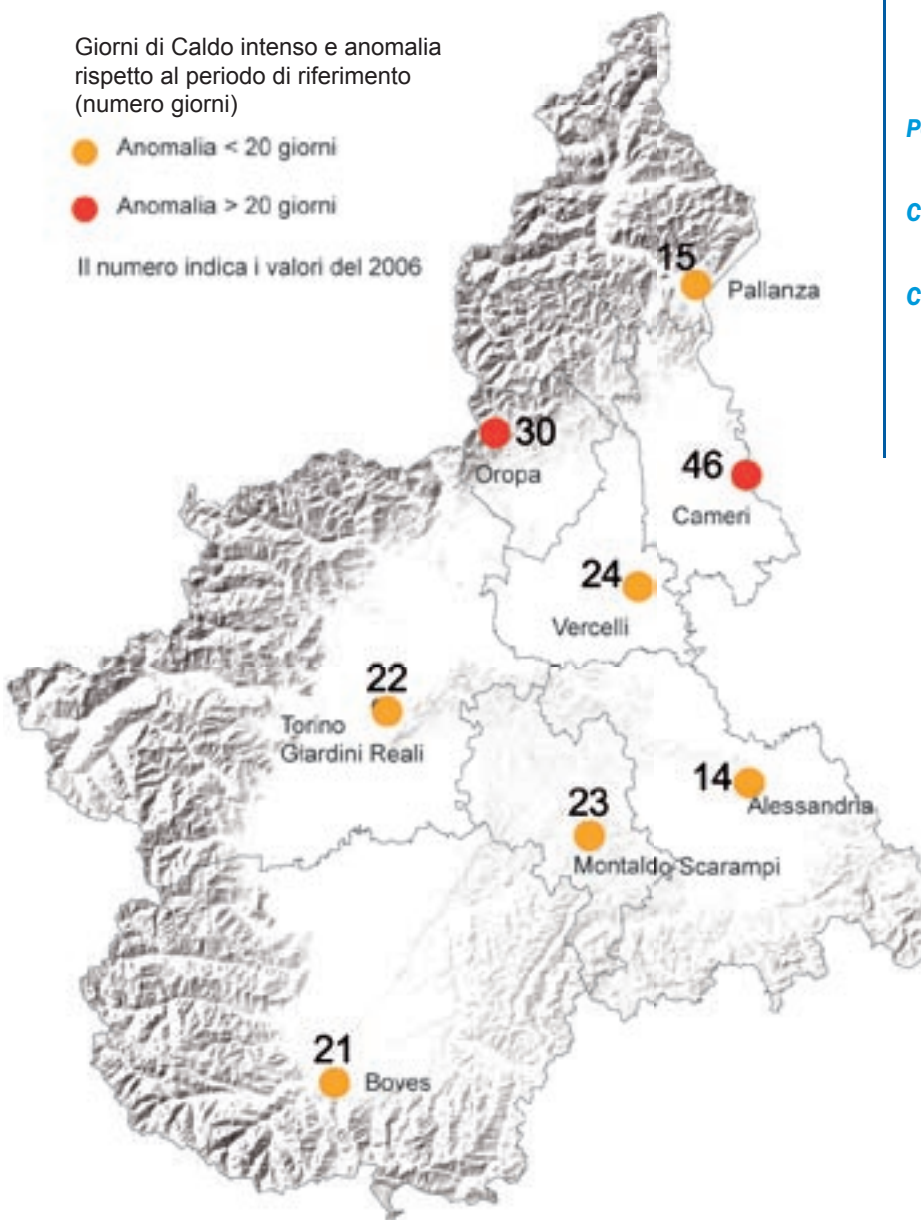 Giorni di Caldo intenso e anomalia
rispetto al periodo di riferimento
(numero giorni)
Anomalia < 20 giorni
Anomalia > 20 giorni
Il numero indica i valori del 2006
P
C
C
15
Pallanza
30
Oropa
46
Cameri
24
Vercelli
22
Torino
Giardini Reali
14
Alessandria
23
Montaldo Scarampi
21
Boves